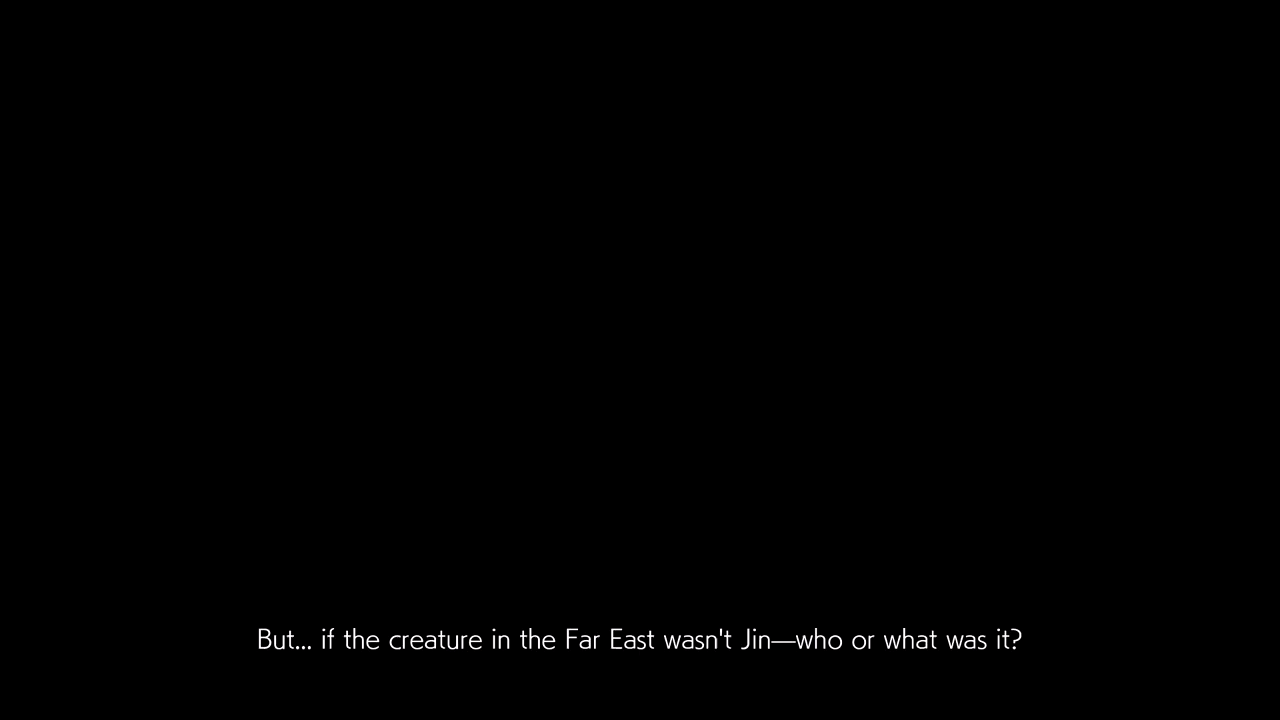 But... if the creature in the Far East wasn't Jin—who or what was it?